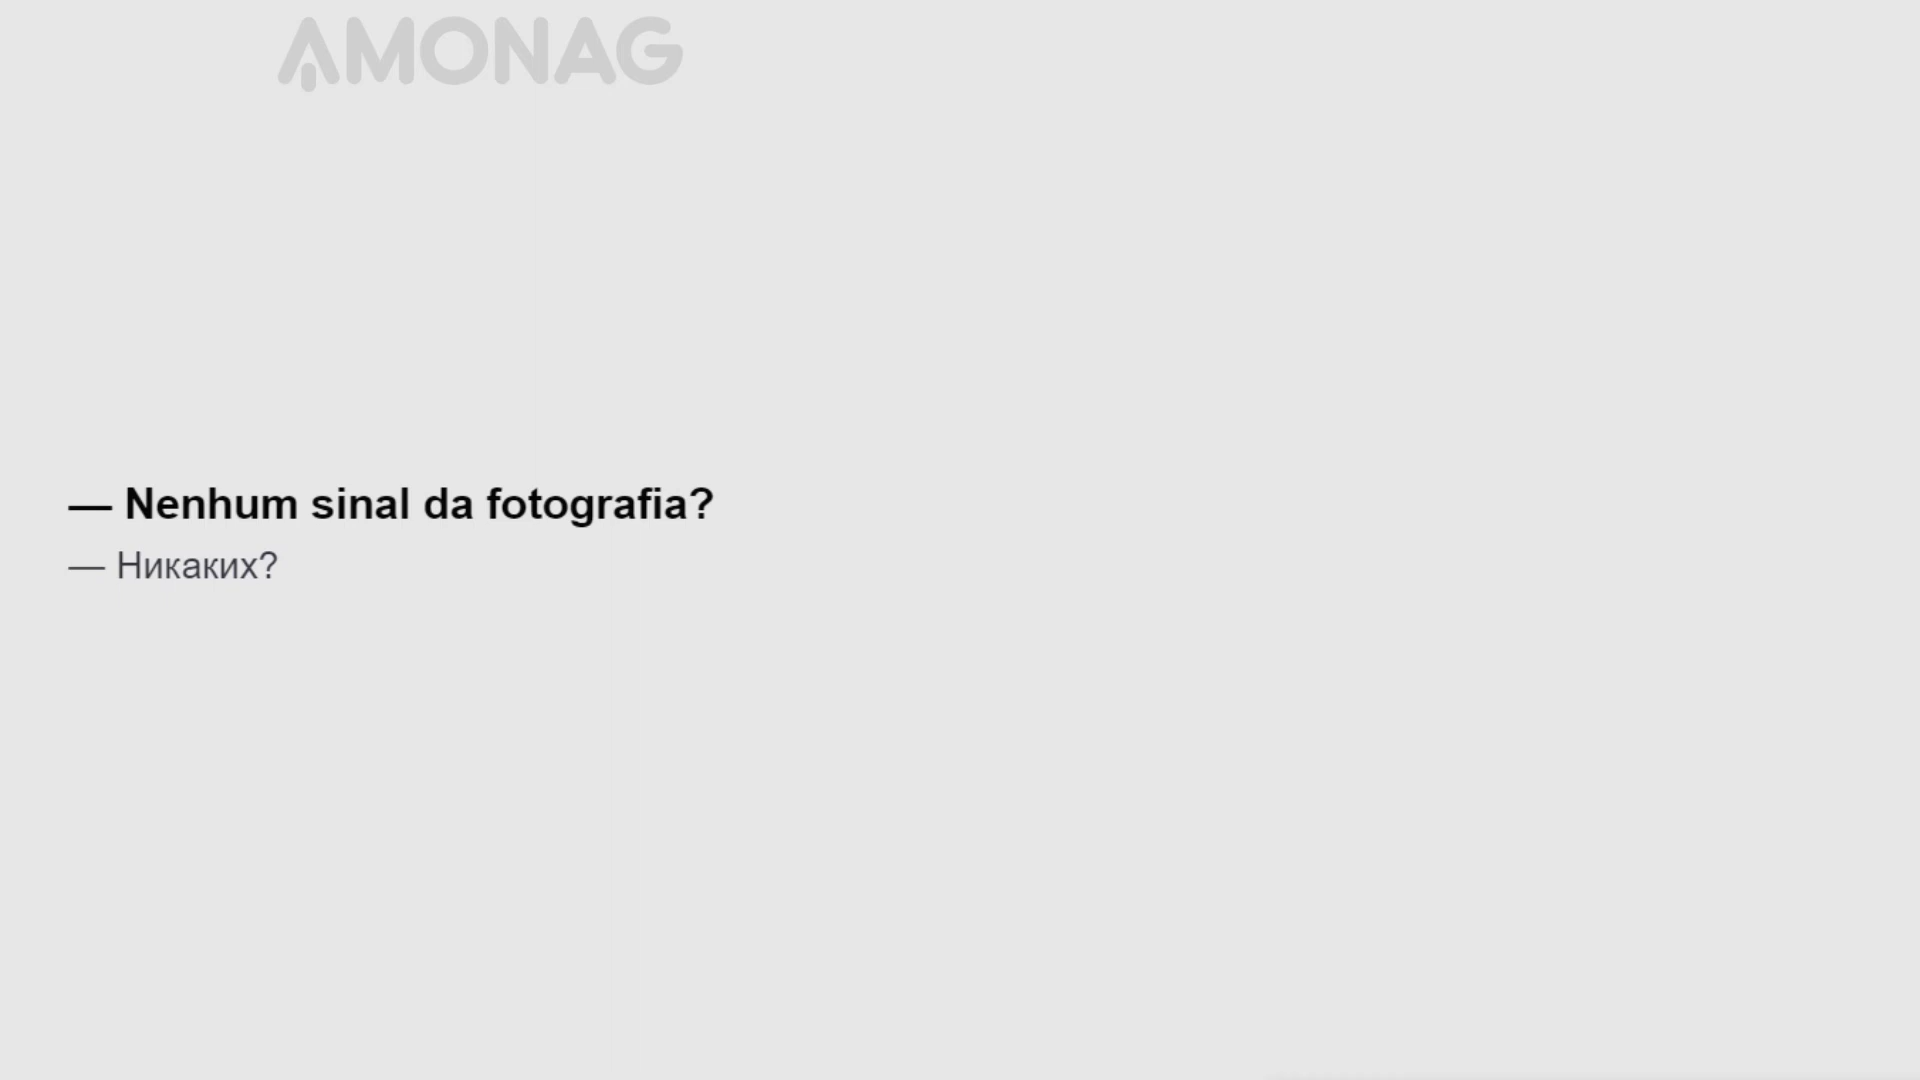 AMONAG
— Nenhum sinal da fotografia?
— Никаких?